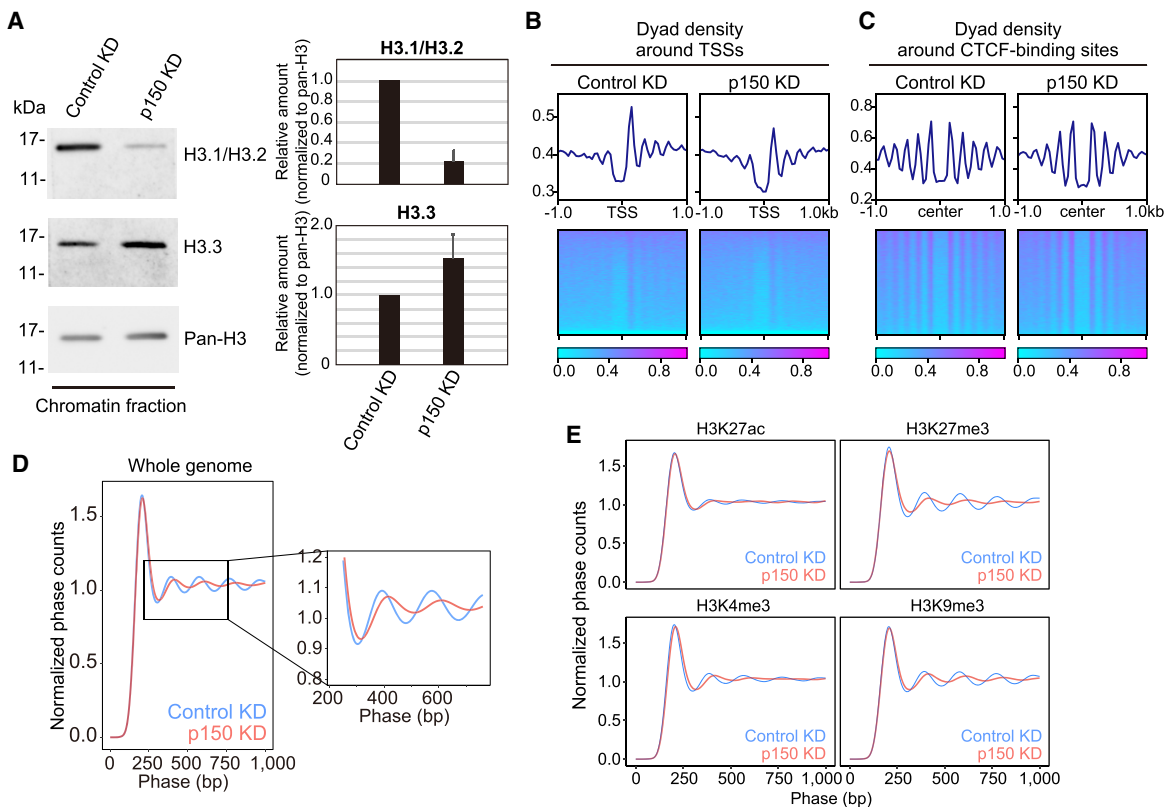 A
Control KD
p150 KD
kDa
17-
11-
H3.1/H3.2
17-
11-
H3.3
17-
11-
Pan-H3
Chromatin fraction
H3.1/H3.2
Relative amount
(normalized to pan-H3)
1.0
0.8
0.6
0.4
0.2
0
H3.3
Relative amount
(normalized to pan-H3)
2.0
1.0
0
Control KD
p150 KD
B
Dyad density
around TSSs
Control KD
p150 KD
0.5
0.4
0.3
-1.0 TSS 1.0
-1.0 TSS 1.0kb
0.0 0.4 0.8
0.0 0.4 0.8
C
Dyad density
around CTCF-binding sites
Control KD
p150 KD
0.8
0.6
0.4
0.2
-1.0 center 1.0
-1.0 center 1.0kb
0.0 0.4 0.8
0.0 0.4 0.8
D
Whole genome
Normalized phase counts
1.5
1.0
0.5
0.0
Control KD
p150 KD
0 250 500 750 1,000
Phase (bp)
1.2
1.1
1.0
0.9
0.8
200 400 600
Phase (bp)
E
Normalized phase counts
H3K27ac
1.5
1.0
0.5
0.0
Control KD
p150 KD
H3K27me3
Control KD
p150 KD
H3K4me3
1.5
1.0
0.5
0.0
Control KD
p150 KD
0 250 500 750 1,000
H3K9me3
Control KD
p150 KD
0 250 500 750 1,000
Phase (bp)